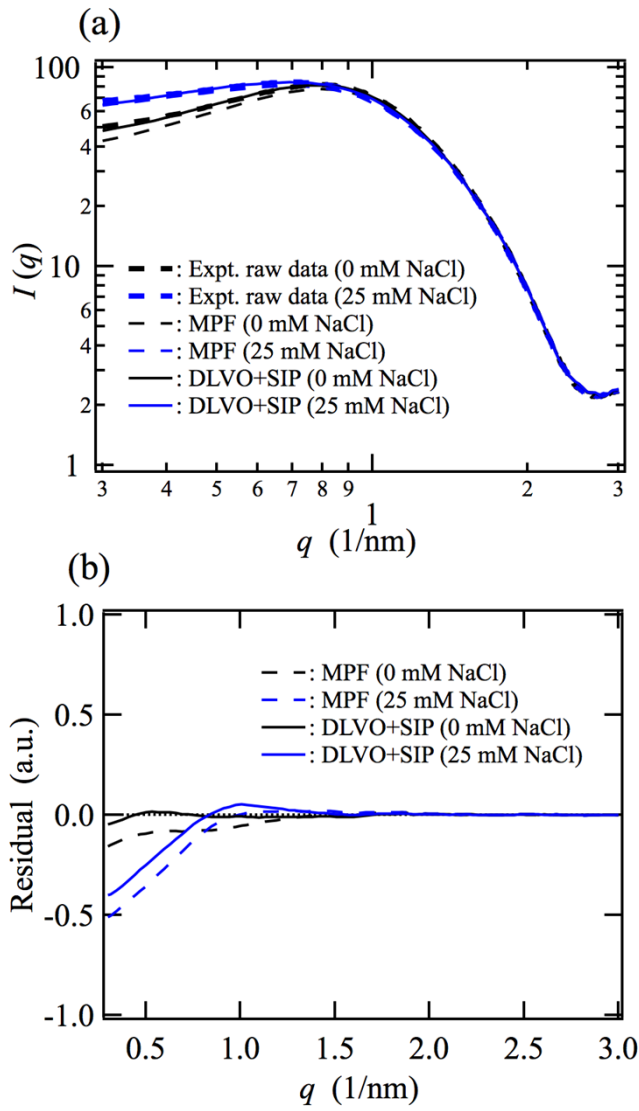 (a)
100
8
6
4
2
10
8
6
4
2
1
I (q)
: Expt. raw data (0 mM NaCl)
: Expt. raw data (25 mM NaCl)
: MPF (0 mM NaCl)
: MPF (25 mM NaCl)
: DLVO+SIP (0 mM NaCl)
: DLVO+SIP (25 mM NaCl)
3 4 5 6 7 8 9 1 2 3
q (1/nm)
(b)
1.0
0.5
0.0
-0.5
-1.0
Residual (a.u.)
: MPF (0 mM NaCl)
: MPF (25 mM NaCl)
: DLVO+SIP (0 mM NaCl)
: DLVO+SIP (25 mM NaCl)
0.5 1.0 1.5 2.0 2.5 3.0
q (1/nm)